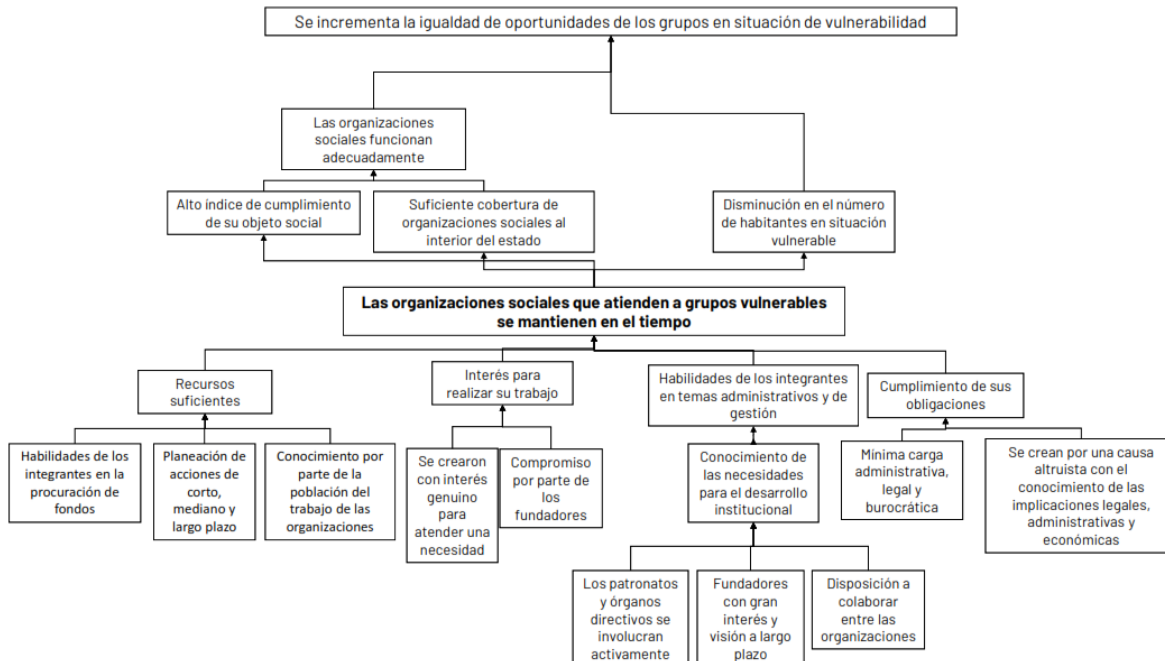 Se incrementa la igualdad de oportunidades de los grupos en situación de vulnerabilidad
Las organizaciones
sociales funcionan
adecuadamente
Alto índice de cumplimiento
de su objeto social
Suficiente cobertura de
organizaciones sociales al
interior del estado
Disminución en el número
de habitantes en situación
vulnerable
Las organizaciones sociales que atienden a grupos vulnerables
se mantienen en el tiempo
Recursos
suficientes
Interés para
realizar su trabajo
Habilidades de los integrantes
en temas administrativos y de
gestión
Cumplimiento de sus
obligaciones
Habilidades de los
integrantes en la
procuración de
fondos
Planeación de
acciones de
corto,
mediano y
largo plazo
Conocimiento por
parte de la
población del
trabajo de las
organizaciones
Se crearon
con interés
genuino
para
atender una
necesidad
Compromiso
por parte de
los
fundadores
Conocimiento de
las necesidades
para el desarrollo
institucional
Mínima carga
administrativa,
legal y
burocrática
Se crean por una causa
altruista con el
conocimiento de las
implicaciones legales,
administrativas y
económicas
Los patronatos
y órganos
directivos se
involucran
activamente
Fundadores
con gran
interés y
visión a largo
plazo
Disposición a
colaborar
entre las
organizaciones